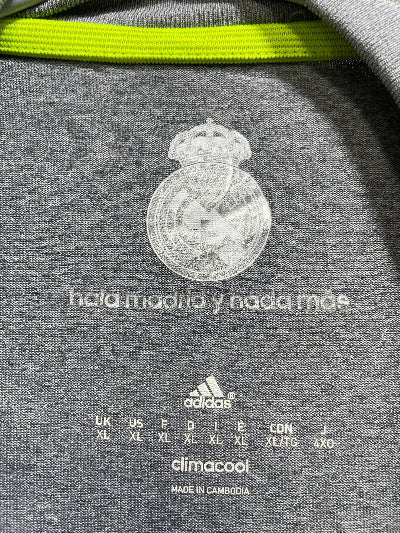 hala madrid y nada más
adidas®
UK US F D I E CDN J
XL XL XL XL XL XL XL/TG 4XO
climacool
MADE IN CAMBODIA